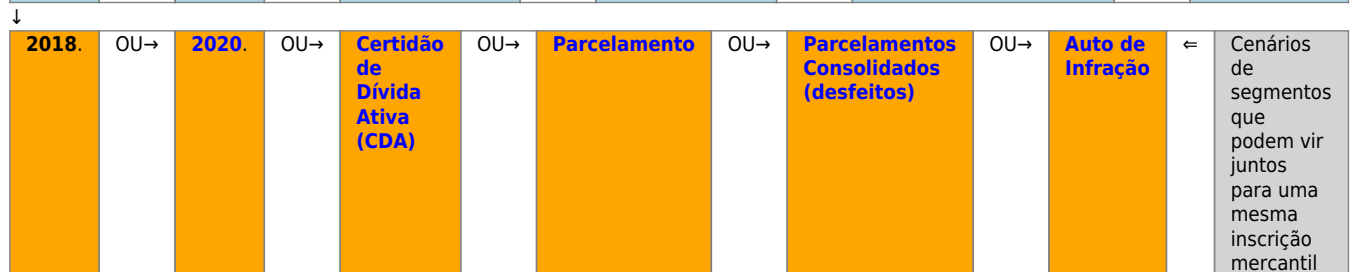 ↓
2018. OU→ 2020. OU→ Certidão OU→ Parcelamento OU→ Parcelamentos OU→ Auto de ⇐ Cenários
de Consolidados Infração de
Dívida (desfeitos) segmentos
Ativa que
(CDA) podem vir
juntos
para uma
mesma
inscrição
mercantil